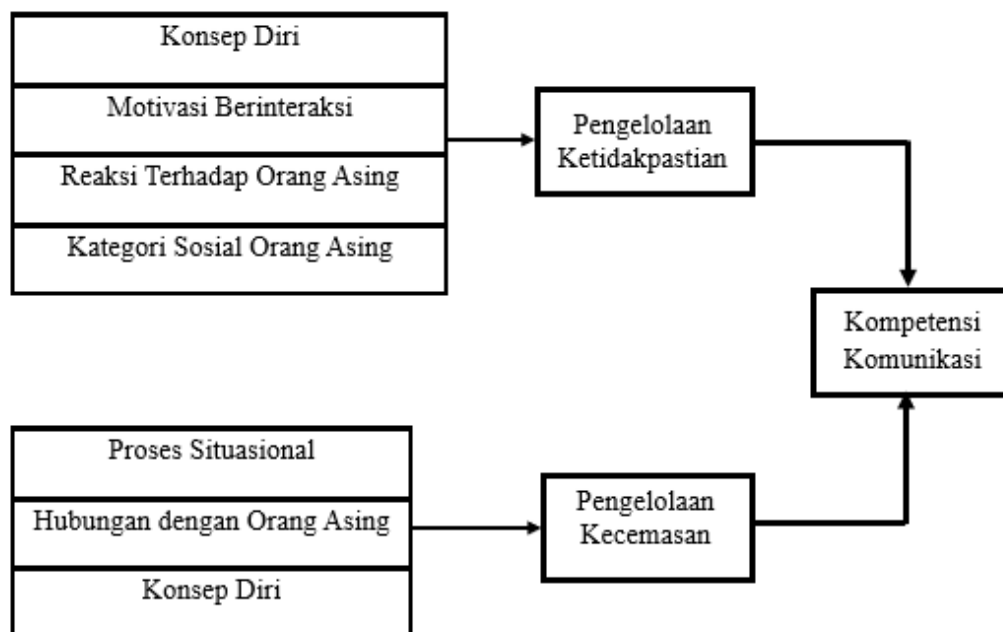 Konsep Diri
Motivasi Berinteraksi
Reaksi Terhadap Orang Asing
Kategori Sosial Orang Asing
Pengelolaan
Ketidakpastian
Kompetensi
Komunikasi
Proses Situasional
Hubungan dengan Orang Asing
Konsep Diri
Pengelolaan
Kecemasan